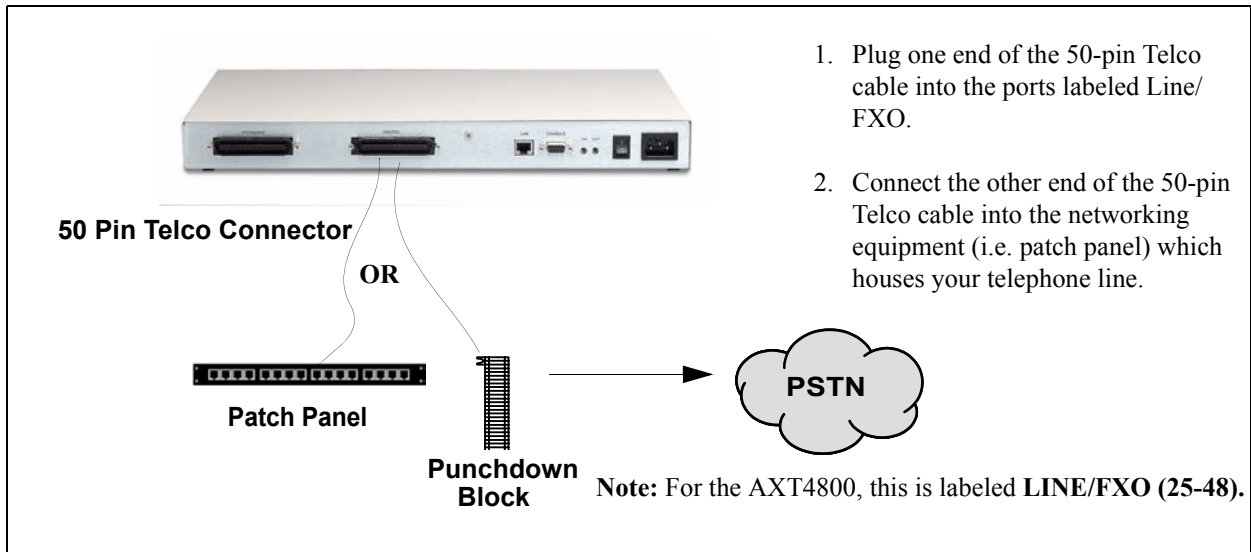 1. Plug one end of the 50-pin Telco
cable into the ports labeled Line/
FXO.
2. Connect the other end of the 50-pin
Telco cable into the networking
equipment (i.e. patch panel) which
houses your telephone line.
LAN
CONSOLE
50 Pin Telco Connector
OR
Patch Panel
Punchdown
Block
PSTN
Note: For the AXT4800, this is labeled LINE/FXO (25-48).